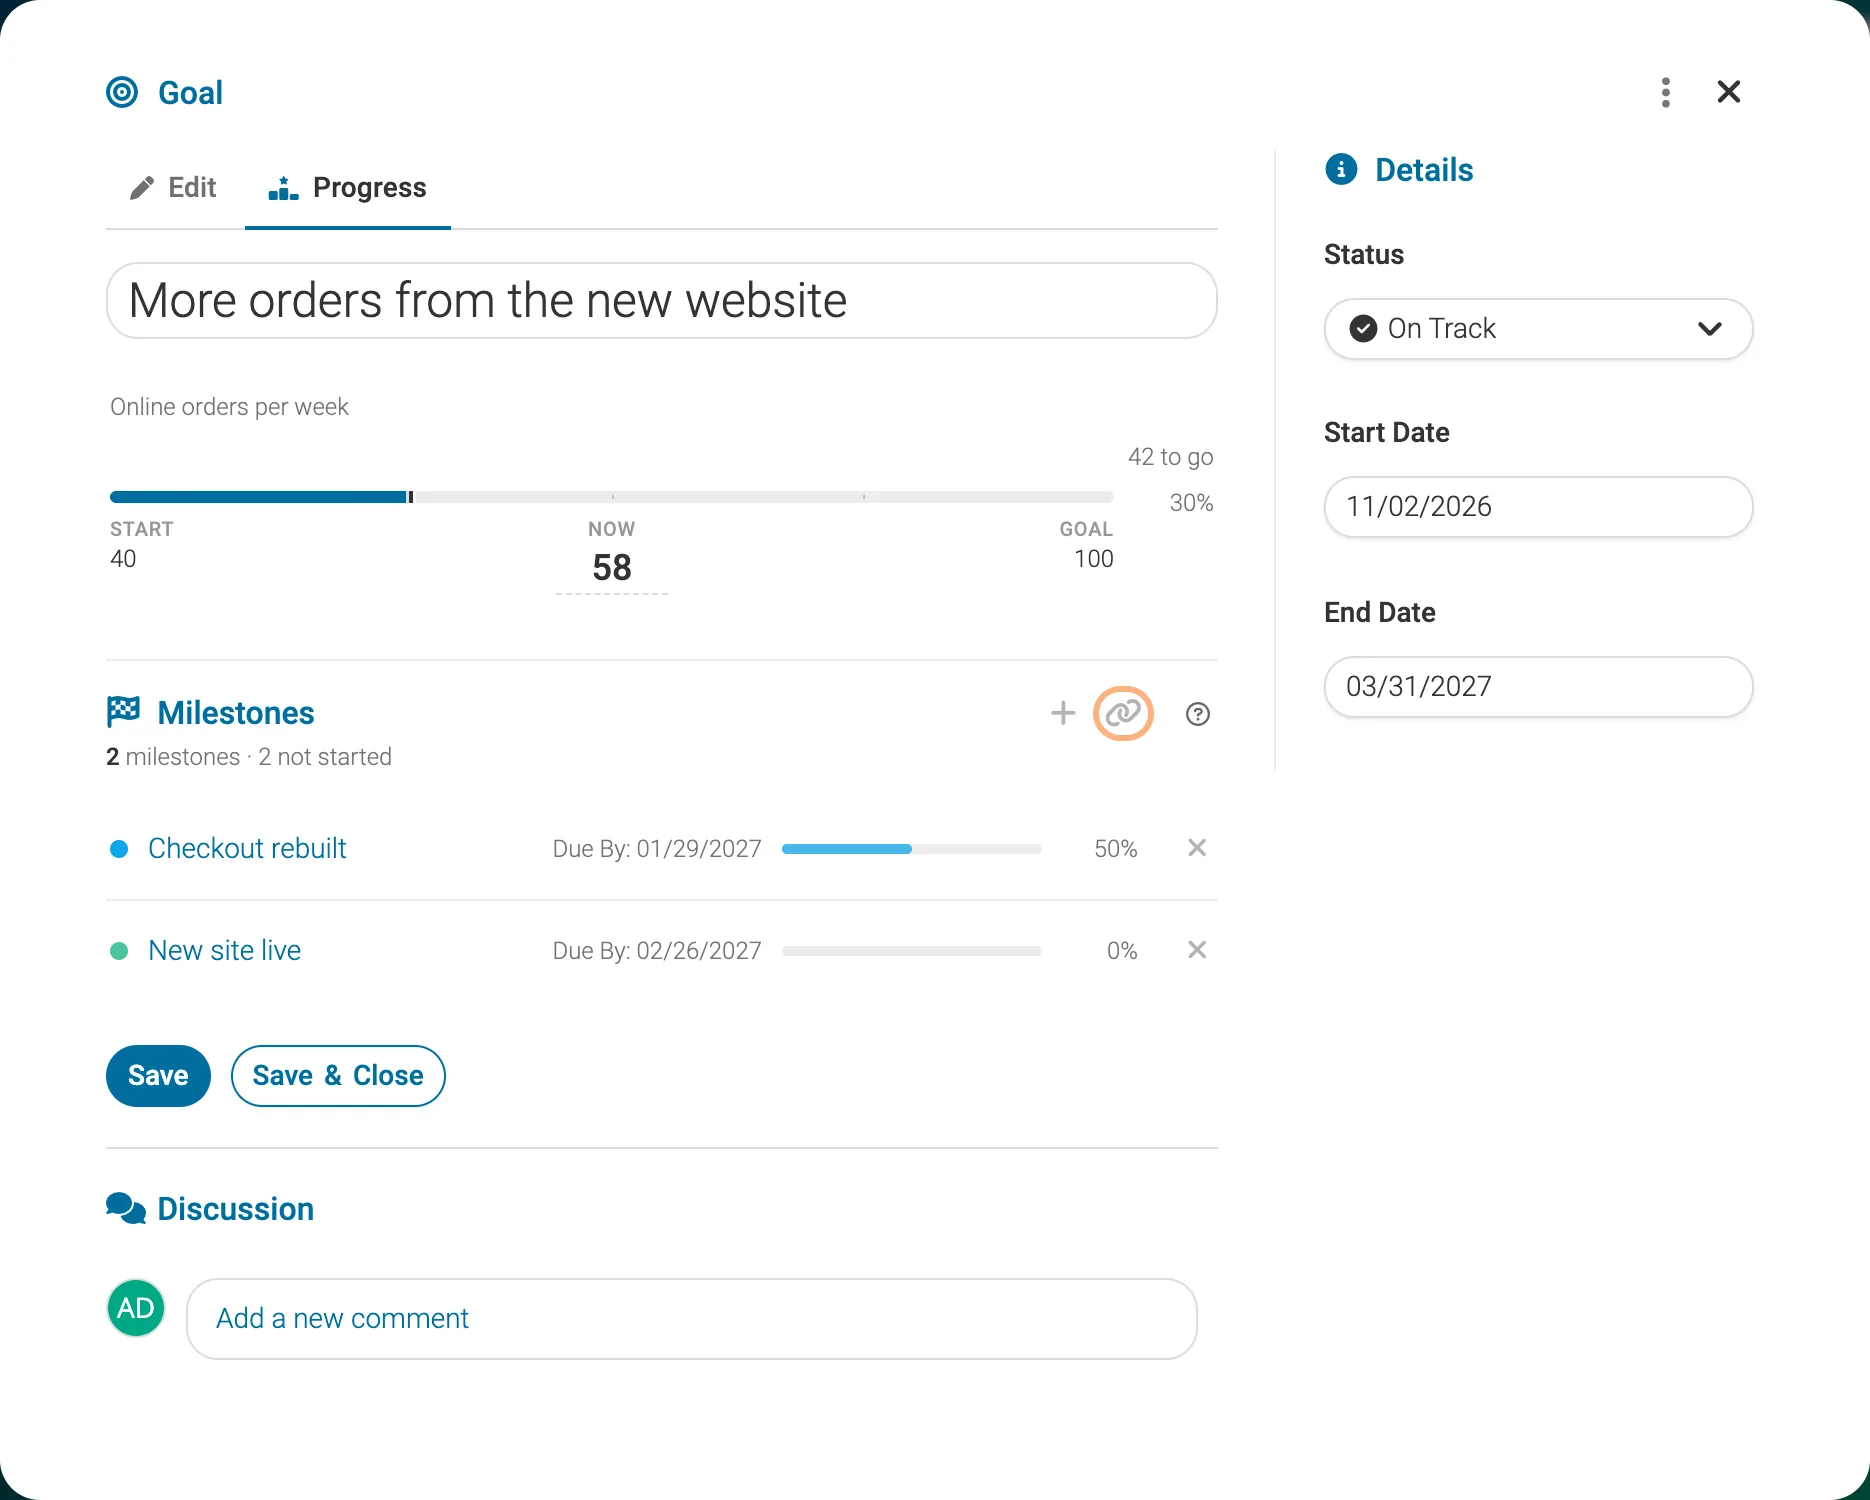 Goal
Edit
Progress
More orders from the new website
Online orders per week
42 to go
30%
START
40
NOW
58
GOAL
100
Milestones
2 milestones · 2 not started
Checkout rebuilt
Due By: 01/29/2027
50%
New site live
Due By: 02/26/2027
0%
Save
Save & Close
Discussion
AD
Add a new comment
Details
Status
On Track
Start Date
11/02/2026
End Date
03/31/2027